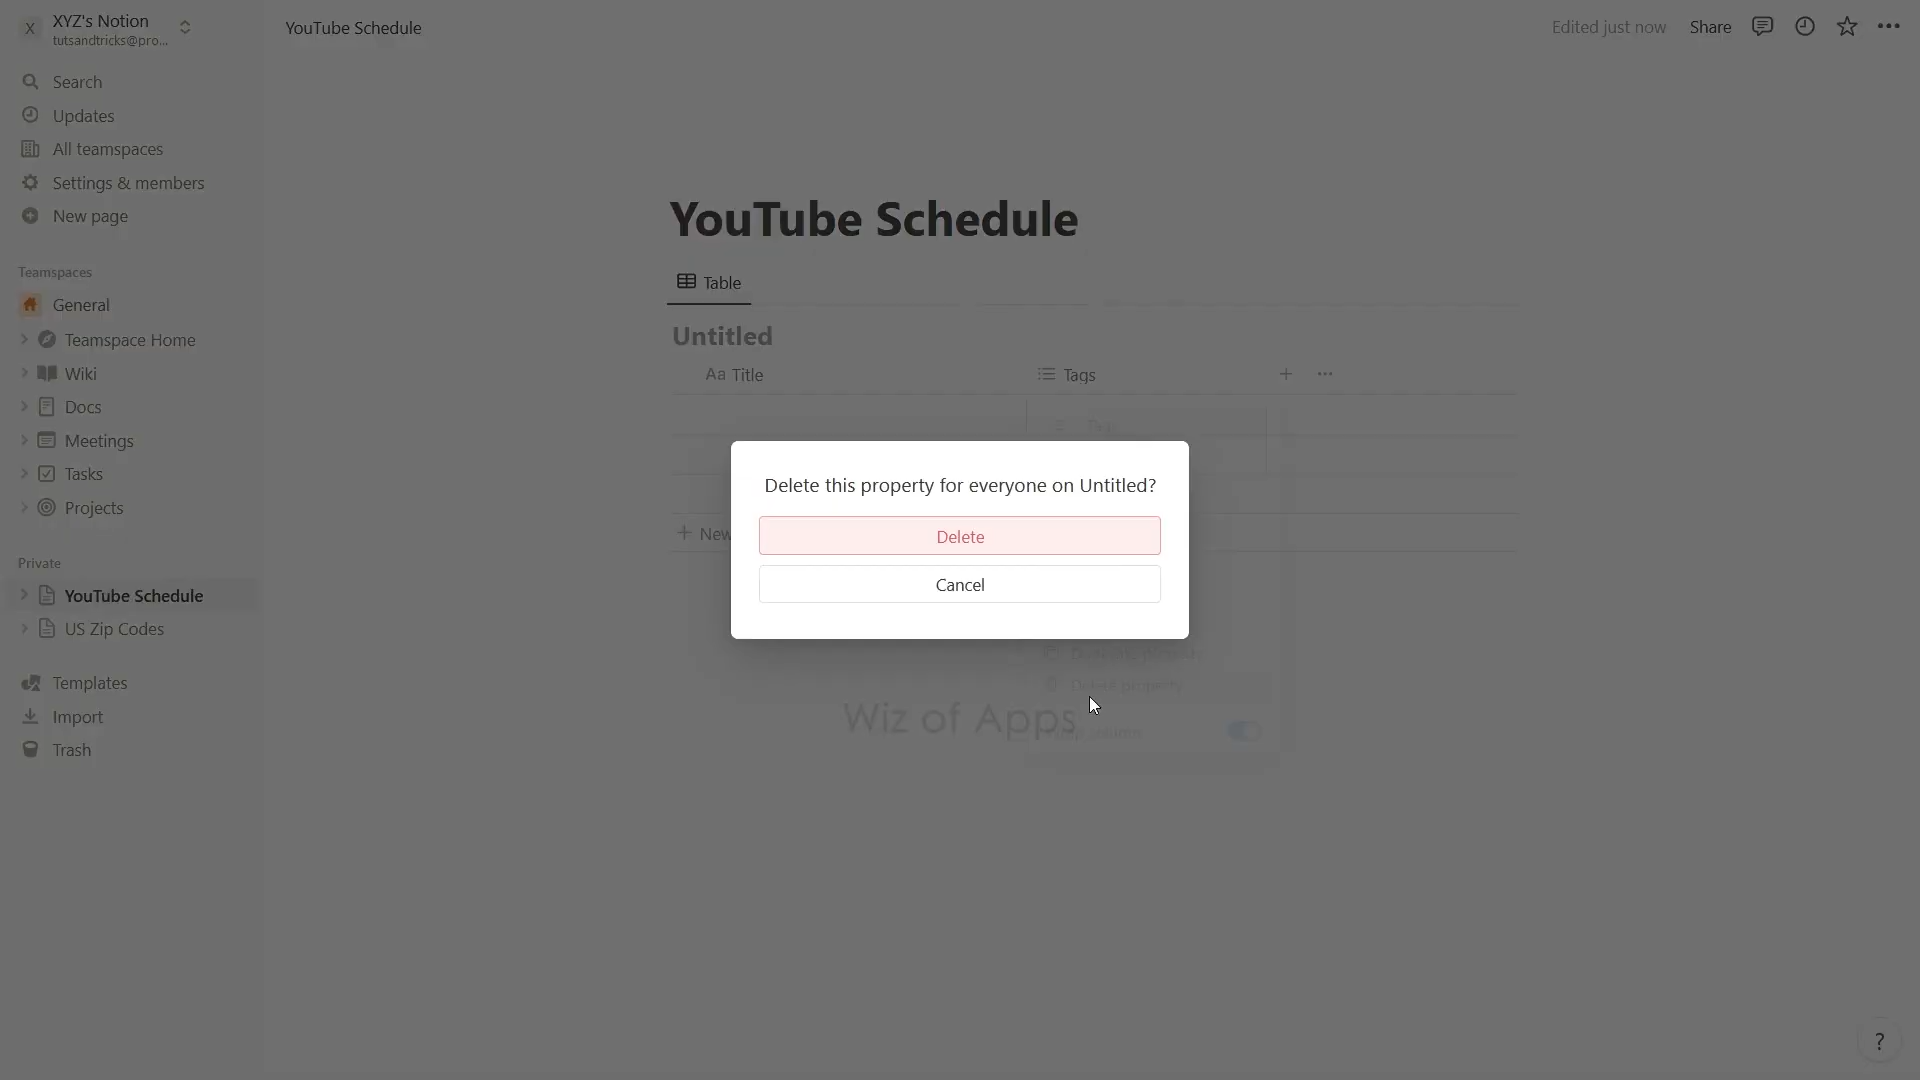 X
XYZ's Notion
tutsandtricks@pro...
YouTube Schedule
Edited just now
Share
Search
Updates
All teamspaces
Settings & members
New page
Teamspaces
General
Teamspace Home
Wiki
Docs
Meetings
Tasks
Projects
Private
YouTube Schedule
US Zip Codes
Templates
Import
Trash
YouTube Schedule
Table
Untitled
Aa Title
Tags
+ New
Delete this property for everyone on Untitled?
Delete
Cancel
Delete property
Wiz of Apps
?